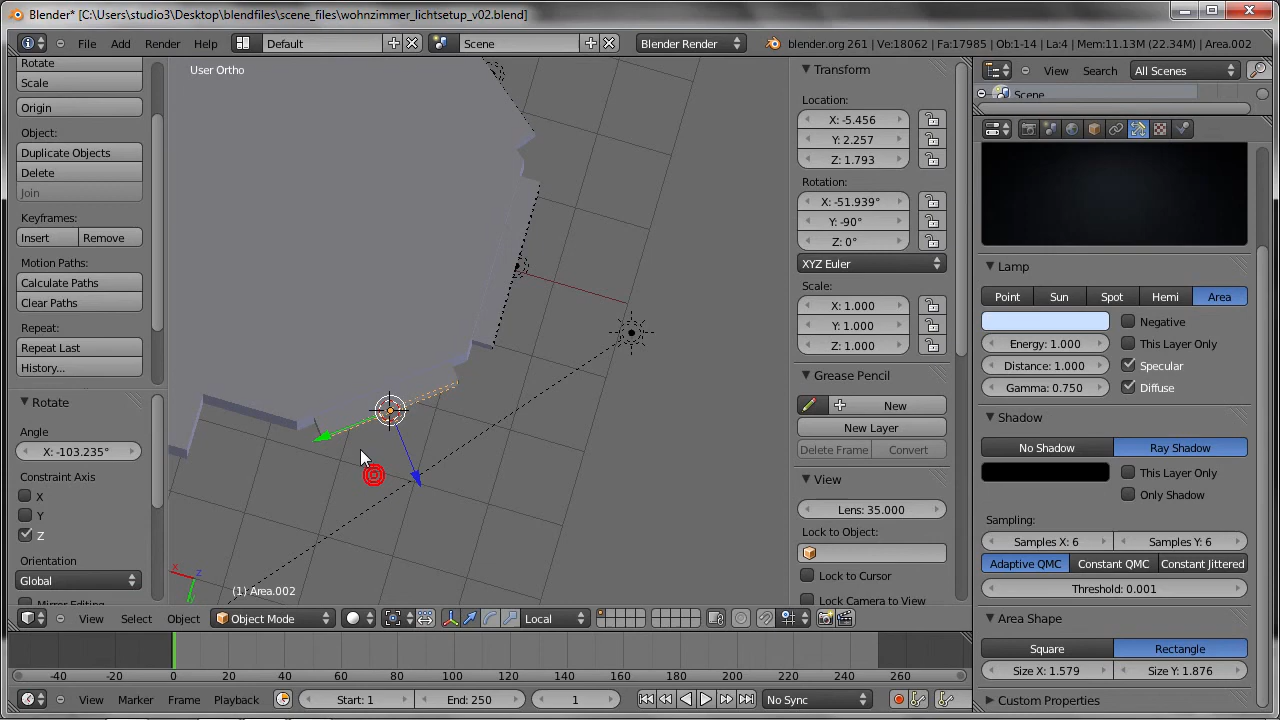 Blender* [C:\Users\studio3\Desktop\blendfiles\scene_files\wohnzimmer_lichtsetup_v02.blend]
File Add Render Help Default Scene Blender Render blender.org 261 | Ve:18062 | Fa:17985 | Ob:1-14 | La:4 | Mem:11.13M (22.34M) | Area.002
Rotate
Scale
Origin
Object:
Duplicate Objects
Delete
Join
Keyframes:
Insert Remove
Motion Paths:
Calculate Paths
Clear Paths
Repeat:
Repeat Last
History...
Rotate
Angle
X: -103.235°
Constraint Axis
X
Y
Z
Orientation
Global
User Ortho
x z
(1) Area.002
View Select Object Object Mode Local
Transform
Location:
X: -5.456
Y: 2.257
Z: 1.793
Rotation:
X: -51.939°
Y: -90°
Z: 0°
XYZ Euler
Scale:
X: 1.000
Y: 1.000
Z: 1.000
Grease Pencil
New
New Layer
Delete Frame Convert
View
Lens: 35.000
Lock to Object:
Lock to Cursor
Lock Camera to View
View Search All Scenes
Scene
Lamp
Point Sun Spot Hemi Area
Negative
Energy: 1.000 This Layer Only
Distance: 1.000 Specular
Gamma: 0.750 Diffuse
Shadow
No Shadow Ray Shadow
This Layer Only
Only Shadow
Sampling:
Samples X: 6 Samples Y: 6
Adaptive QMC Constant QMC Constant Jittered
Threshold: 0.001
Area Shape
Square Rectangle
Size X: 1.579 Size Y: 1.876
Custom Properties
-40 -20 0 20 40 60 80 100 120 140 160 180 200 220 240 260
View Marker Frame Playback Start: 1 End: 250 1 No Sync